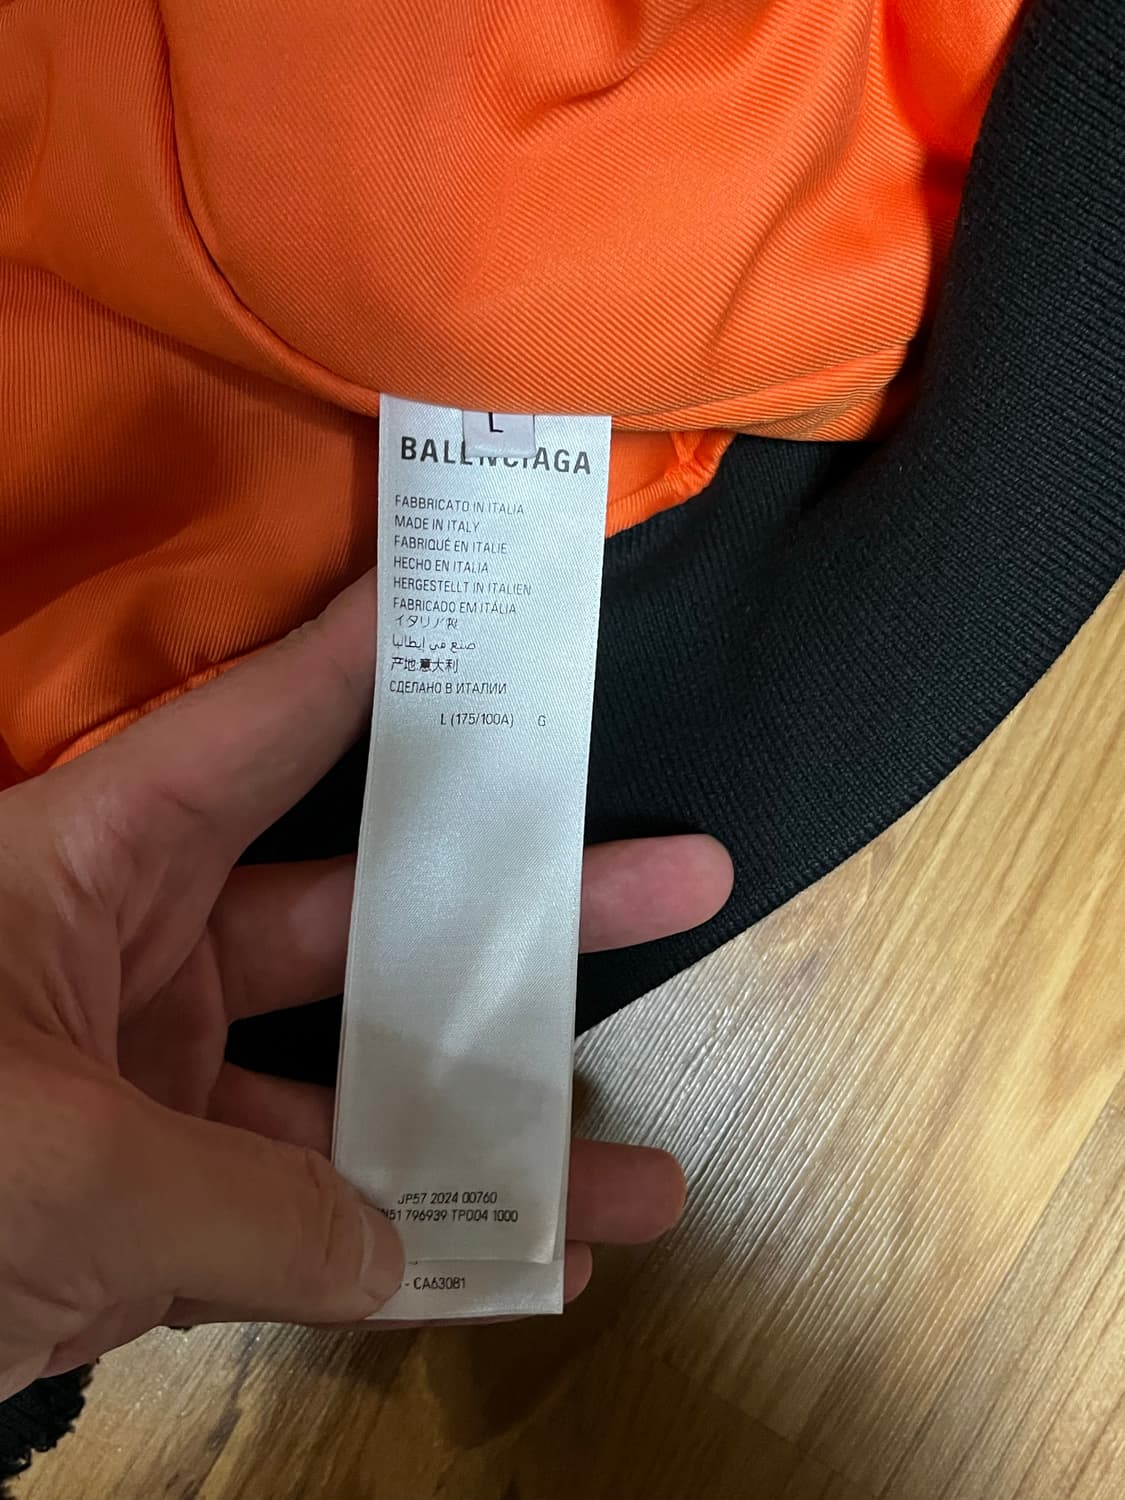 L
BALENCIAGA
FABBRICATO IN ITALIA
MADE IN ITALY
FABRIQUÉ EN ITALIE
HECHO EN ITALIA
HERGESTELLT IN ITALIEN
FABRICADO EM ITÁLIA
イタリア製
صنع في إيطاليا
产地:意大利
СДЕЛАНО В ИТАЛИИ
L (175/100A) G
JP57 2024 00760
796939 TP004 1000
- CA63081